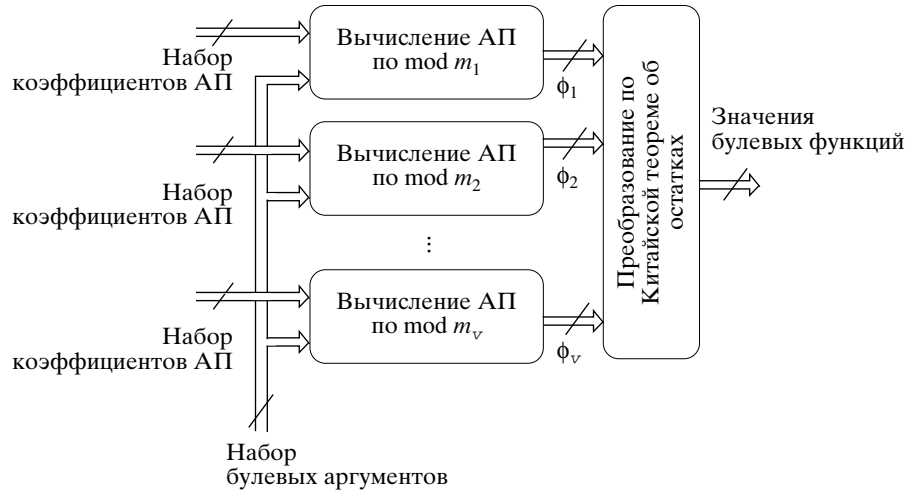 Набор
коэффициентов АП
Вычисление АП
по mod m₁
ϕ₁
Набор
коэффициентов АП
Вычисление АП
по mod m₂
ϕ₂
...
Набор
коэффициентов АП
Вычисление АП
по mod mᵥ
ϕᵥ
Преобразование по
Китайской теореме об
остатках
Значения
булевых функций
Набор
булевых аргументов